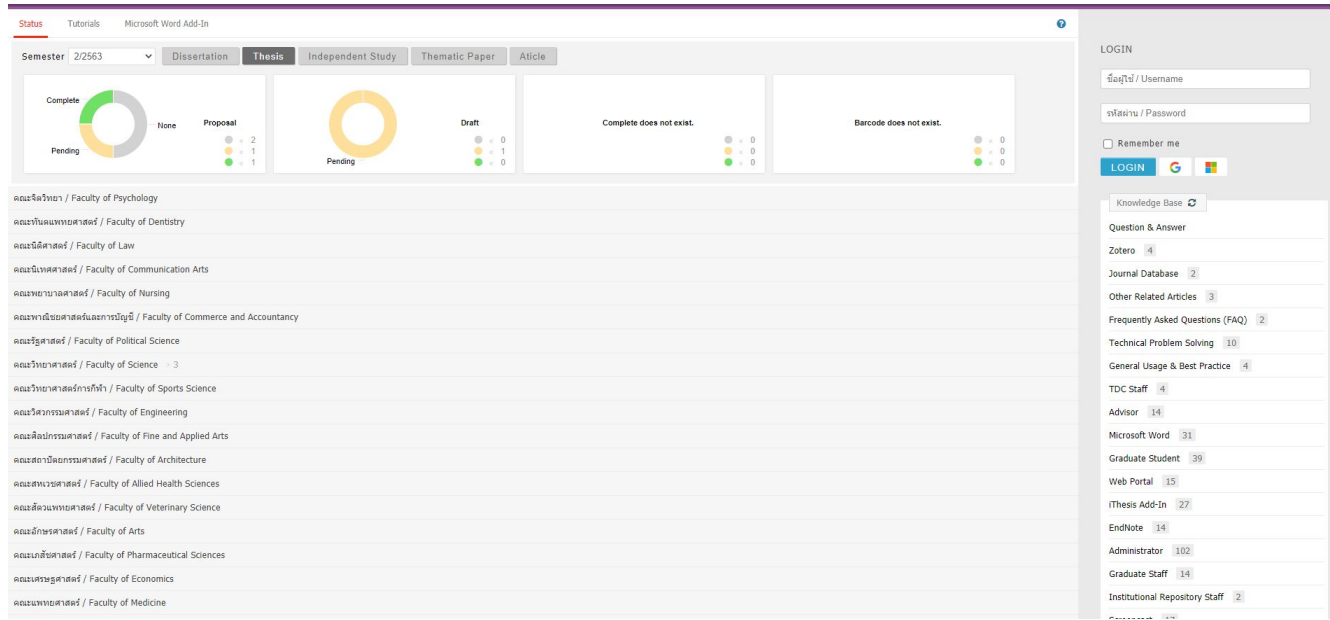 Status Tutorials Microsoft Word Add-In
Semester 2/2563 Dissertation Thesis Independent Study Thematic Paper Aticle
Complete
None
Pending
Proposal
2
1
1
Pending
Draft
0
1
0
Complete does not exist.
0
0
0
Barcode does not exist.
0
0
0
คณะจิตวิทยา / Faculty of Psychology
คณะทันตแพทยศาสตร์ / Faculty of Dentistry
คณะนิติศาสตร์ / Faculty of Law
คณะนิเทศศาสตร์ / Faculty of Communication Arts
คณะพยาบาลศาสตร์ / Faculty of Nursing
คณะพาณิชยศาสตร์และการบัญชี / Faculty of Commerce and Accountancy
คณะรัฐศาสตร์ / Faculty of Political Science
คณะวิทยาศาสตร์ / Faculty of Science 3
คณะวิทยาศาสตร์การกีฬา / Faculty of Sports Science
คณะวิศวกรรมศาสตร์ / Faculty of Engineering
คณะศิลปกรรมศาสตร์ / Faculty of Fine and Applied Arts
คณะสถาปัตยกรรมศาสตร์ / Faculty of Architecture
คณะสหเวชศาสตร์ / Faculty of Allied Health Sciences
คณะสัตวแพทยศาสตร์ / Faculty of Veterinary Science
คณะอักษรศาสตร์ / Faculty of Arts
คณะเภสัชศาสตร์ / Faculty of Pharmaceutical Sciences
คณะเศรษฐศาสตร์ / Faculty of Economics
คณะแพทยศาสตร์ / Faculty of Medicine
LOGIN
ชื่อผู้ใช้ / Username
รหัสผ่าน / Password
Remember me
LOGIN
Knowledge Base
Question & Answer
Zotero 4
Journal Database 2
Other Related Articles 3
Frequently Asked Questions (FAQ) 2
Technical Problem Solving 10
General Usage & Best Practice 4
TDC Staff 4
Advisor 14
Microsoft Word 31
Graduate Student 39
Web Portal 15
iThesis Add-In 27
EndNote 14
Administrator 102
Graduate Staff 14
Institutional Repository Staff 2